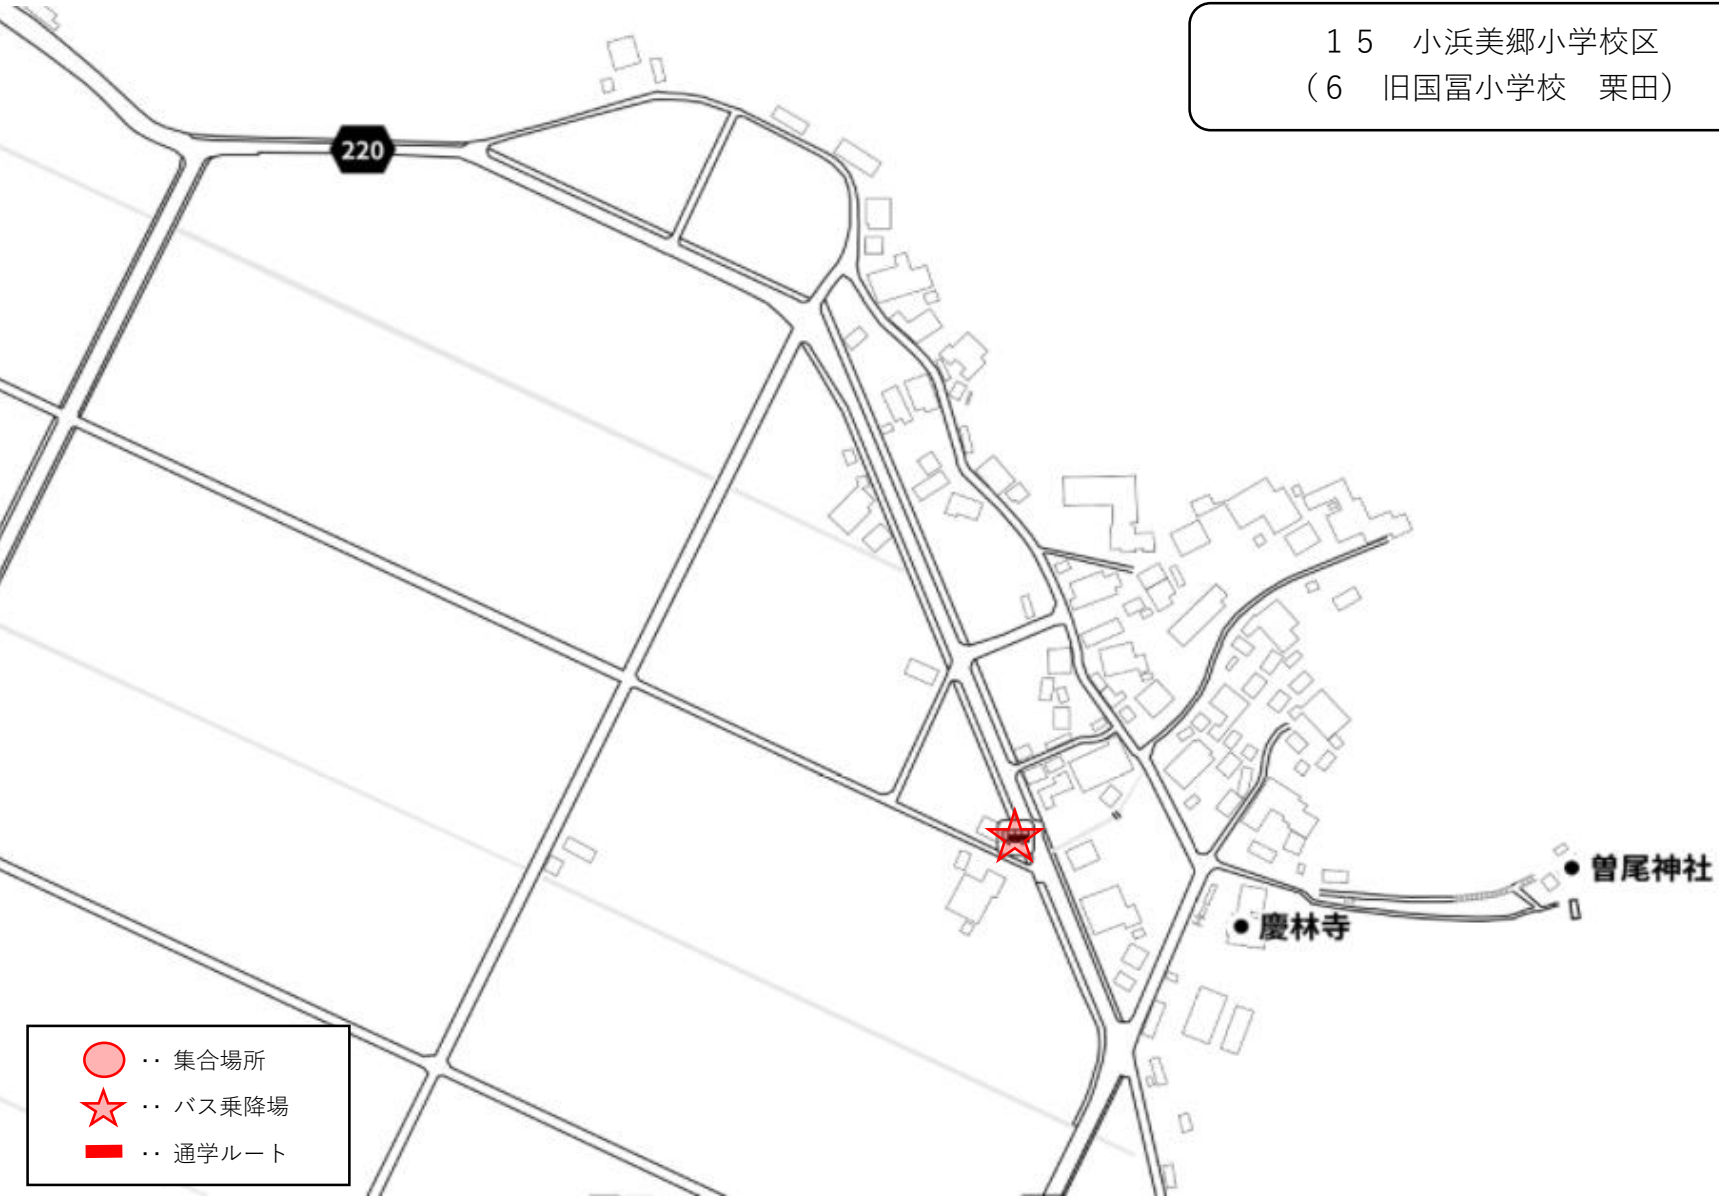 １５　小浜美郷小学校区
（６　旧国冨小学校　栗田）
220
曽尾神社
慶林寺
‥ 集合場所
‥ バス乗降場
‥ 通学ルート